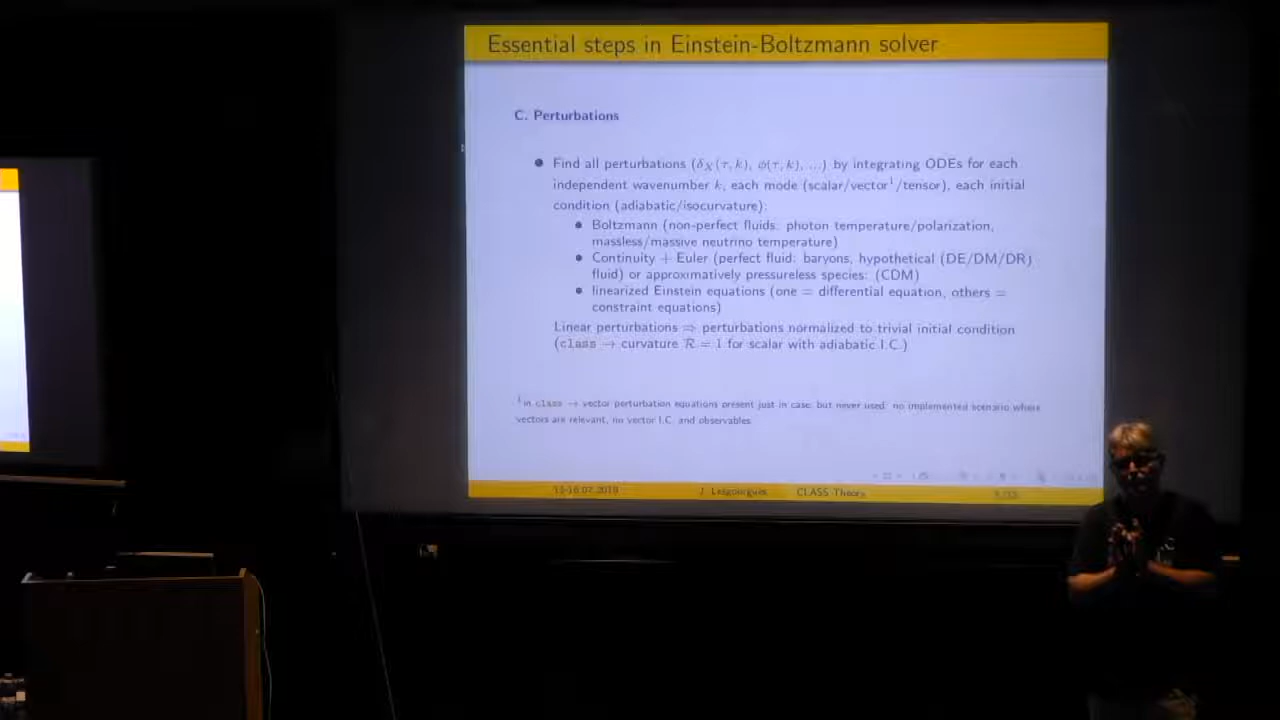 Essential steps in Einstein-Boltzmann solver
C. Perturbations
● Find all perturbations (δ_X(τ, k), φ(τ, k), ...) by integrating ODEs for each
independent wavenumber k, each mode (scalar/vector¹/tensor), each initial
condition (adiabatic/isocurvature):
● Boltzmann (non-perfect fluids: photon temperature/polarization,
massless/massive neutrino temperature)
● Continuity + Euler (perfect fluid: baryons, hypothetical (DE/DM/DR)
fluid) or approximatively pressureless species: (CDM)
● linearized Einstein equations (one = differential equation, others =
constraint equations)
Linear perturbations ⇒ perturbations normalized to trivial initial condition
(class → curvature R = 1 for scalar with adiabatic I.C.)
¹in class → vector perturbation equations present just in case, but never used: no implemented scenario where
vectors are relevant, no vector I.C. and observables
J. Lesgourgues CLASS Theory